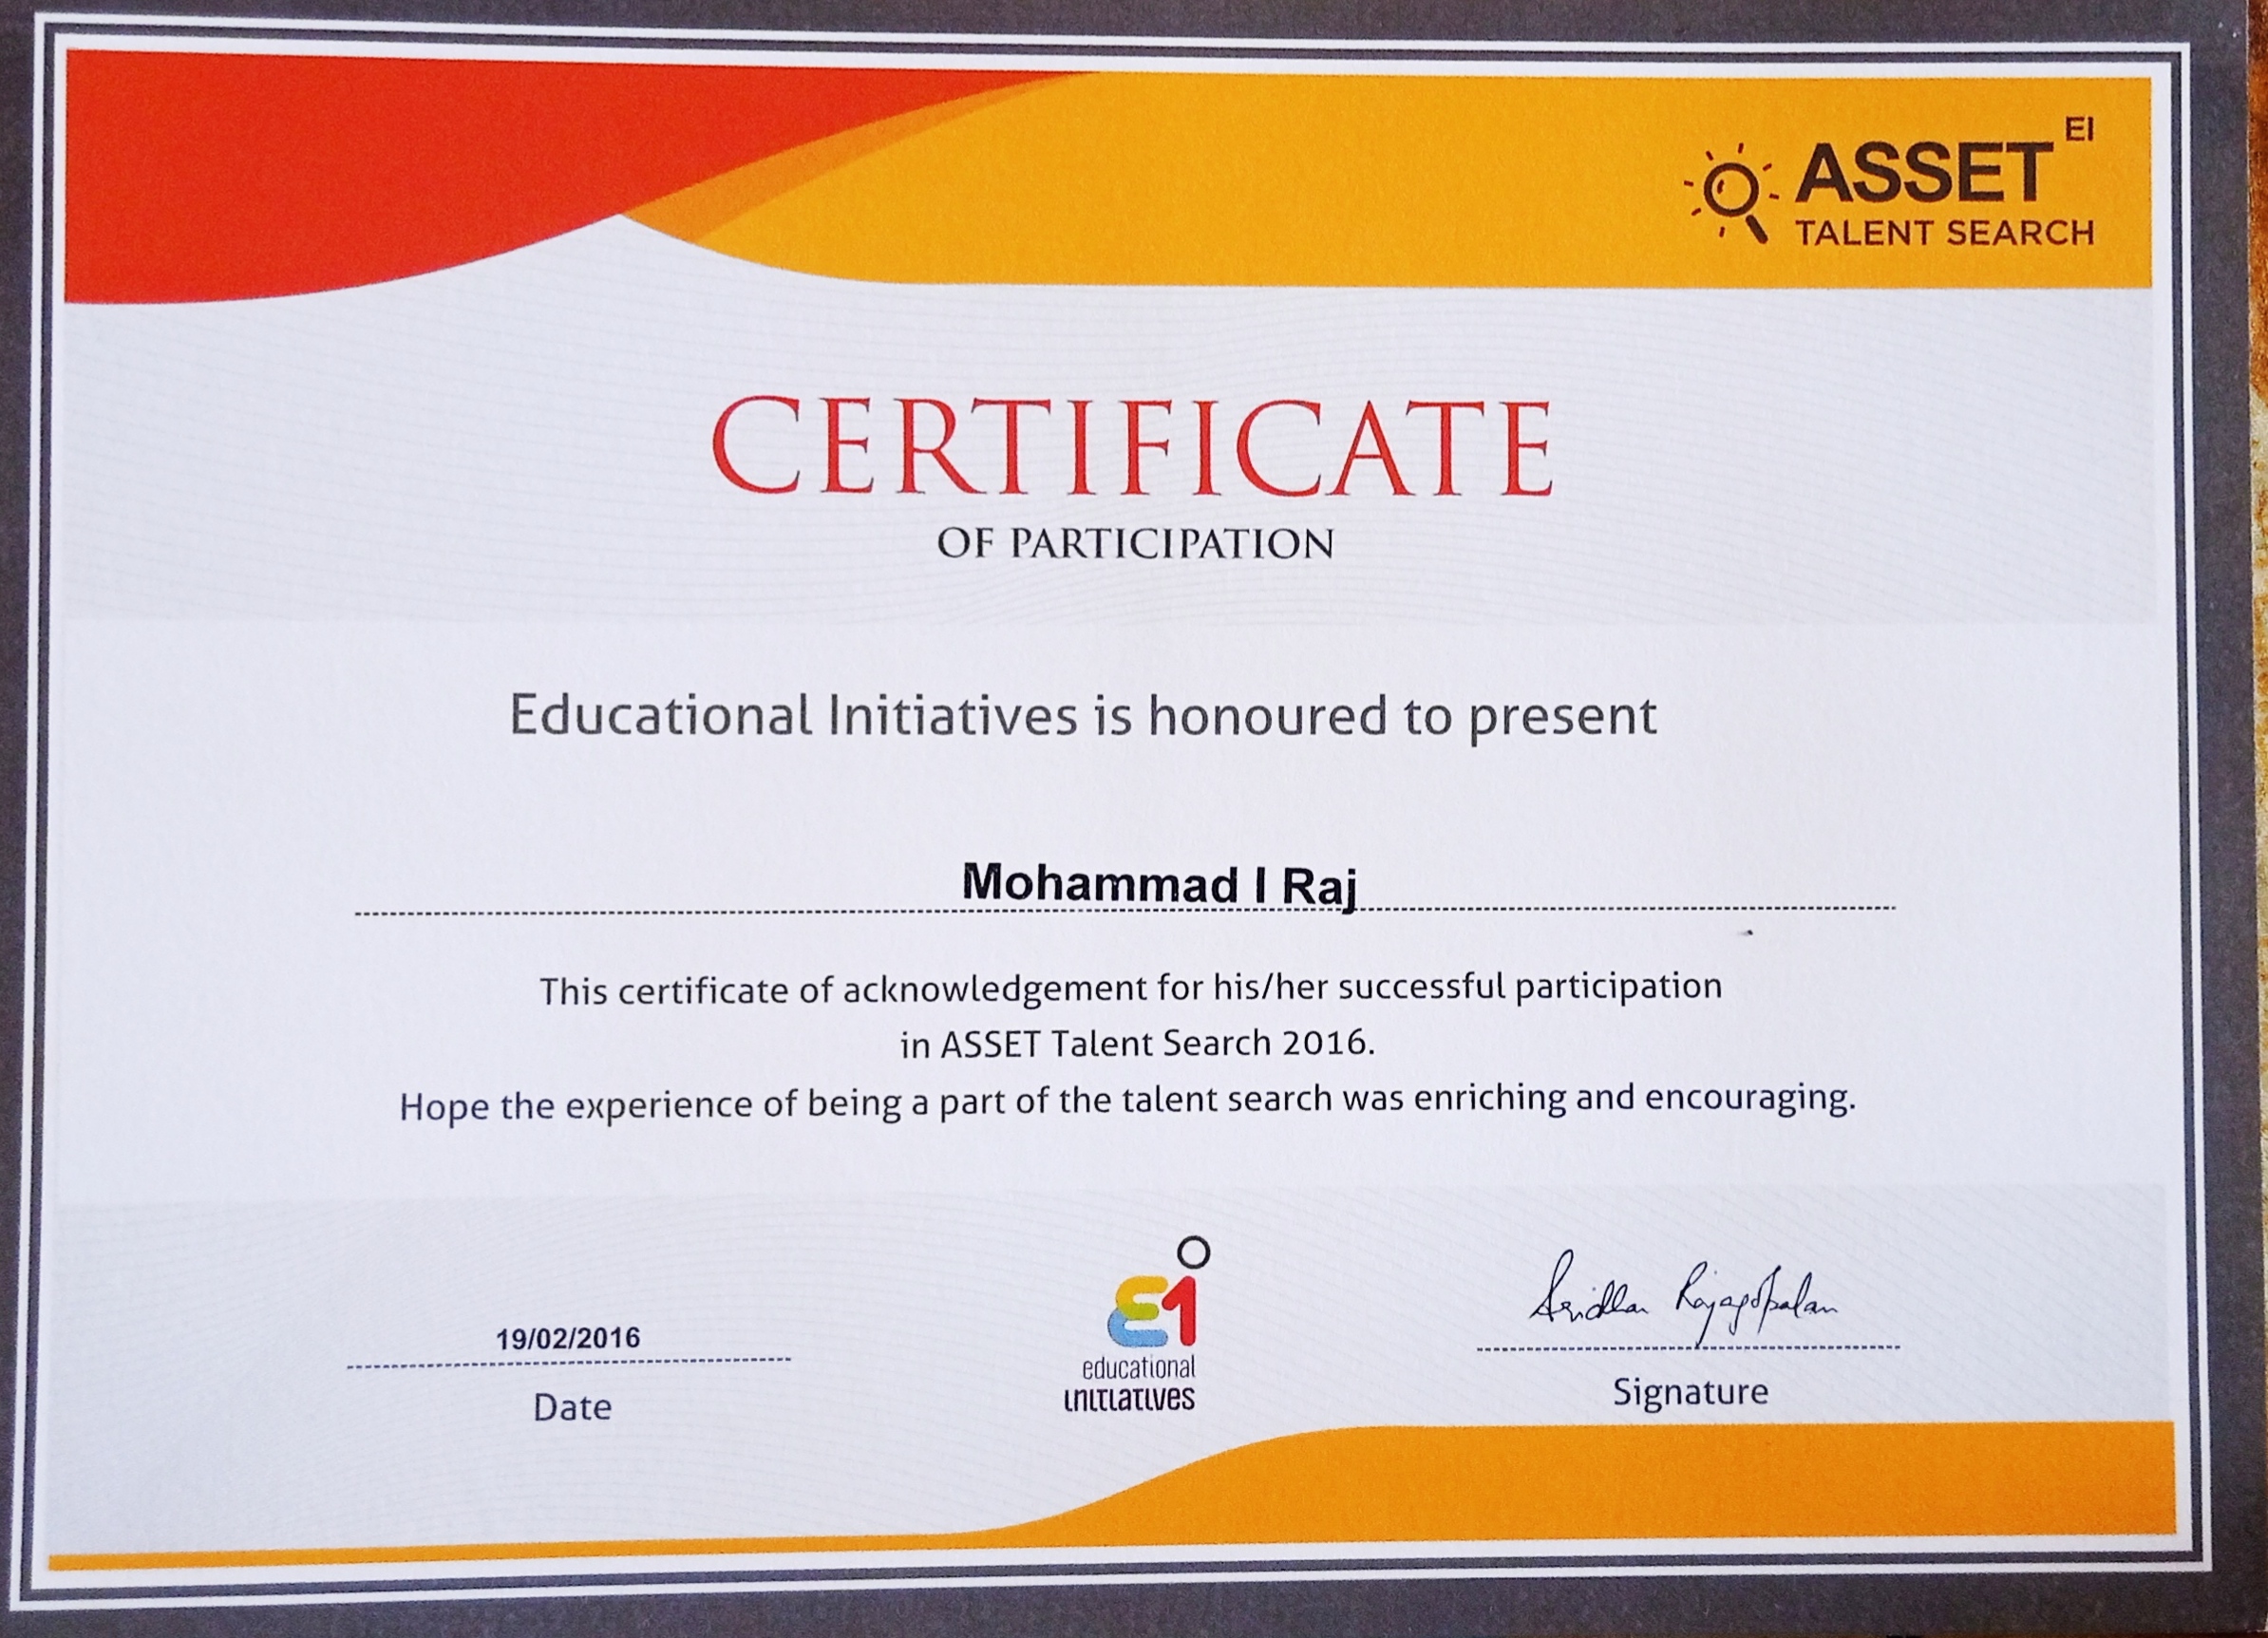 EI
ASSET
TALENT SEARCH
CERTIFICATE
OF PARTICIPATION
Educational Initiatives is honoured to present
Mohammad I Raj
This certificate of acknowledgement for his/her successful participation
in ASSET Talent Search 2016.
Hope the experience of being a part of the talent search was enriching and encouraging.
19/02/2016
Date
Ei
educational
initiatives
Sridhar Rajagopalan
Signature